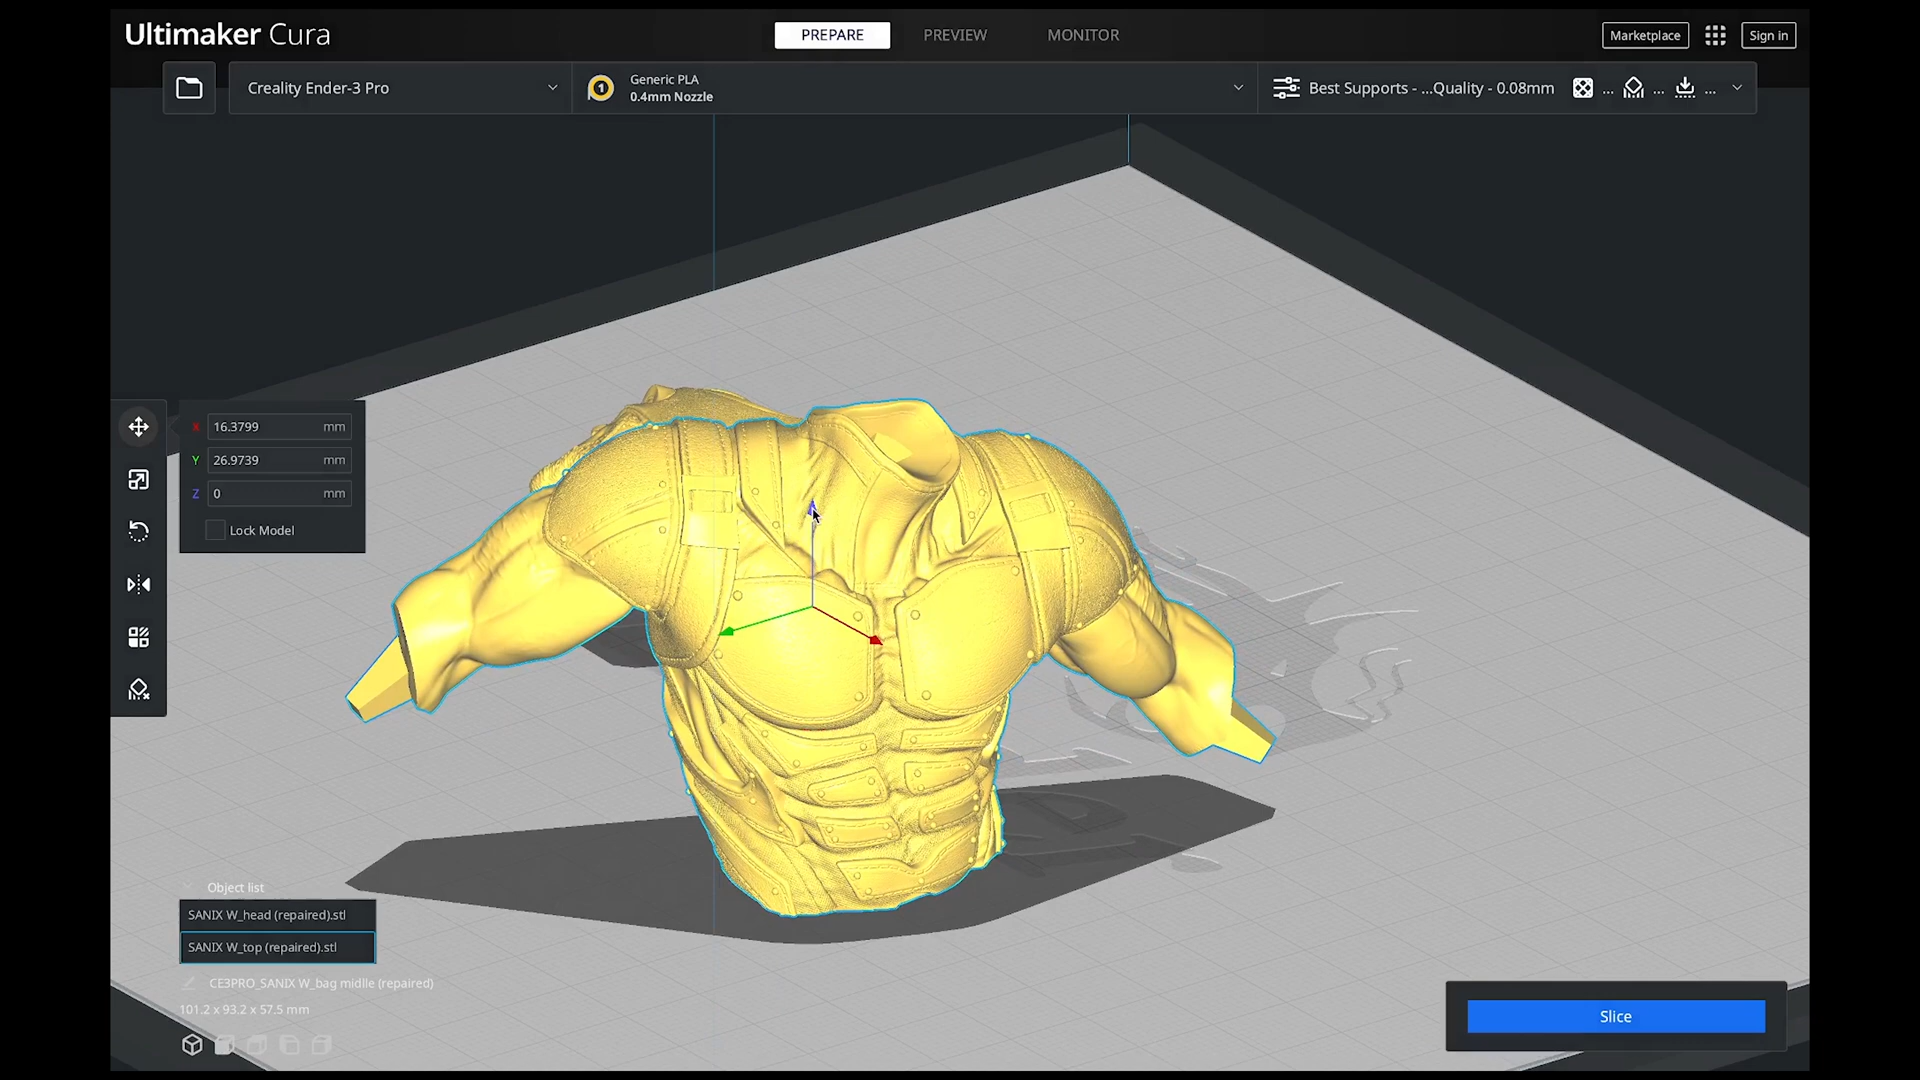 Ultimaker Cura
PREPARE
PREVIEW
MONITOR
Marketplace
Sign in
Creality Ender-3 Pro
1
Generic PLA
0.4mm Nozzle
Best Supports - ...Quality - 0.08mm
...
...
...
X 16.3799 mm
Y 26.9739 mm
Z 0 mm
Lock Model
Object list
SANIX W_head (repaired).stl
SANIX W_top (repaired).stl
CE3PRO_SANIX W_bag midlle (repaired)
101.2 x 93.2 x 57.5 mm
Slice